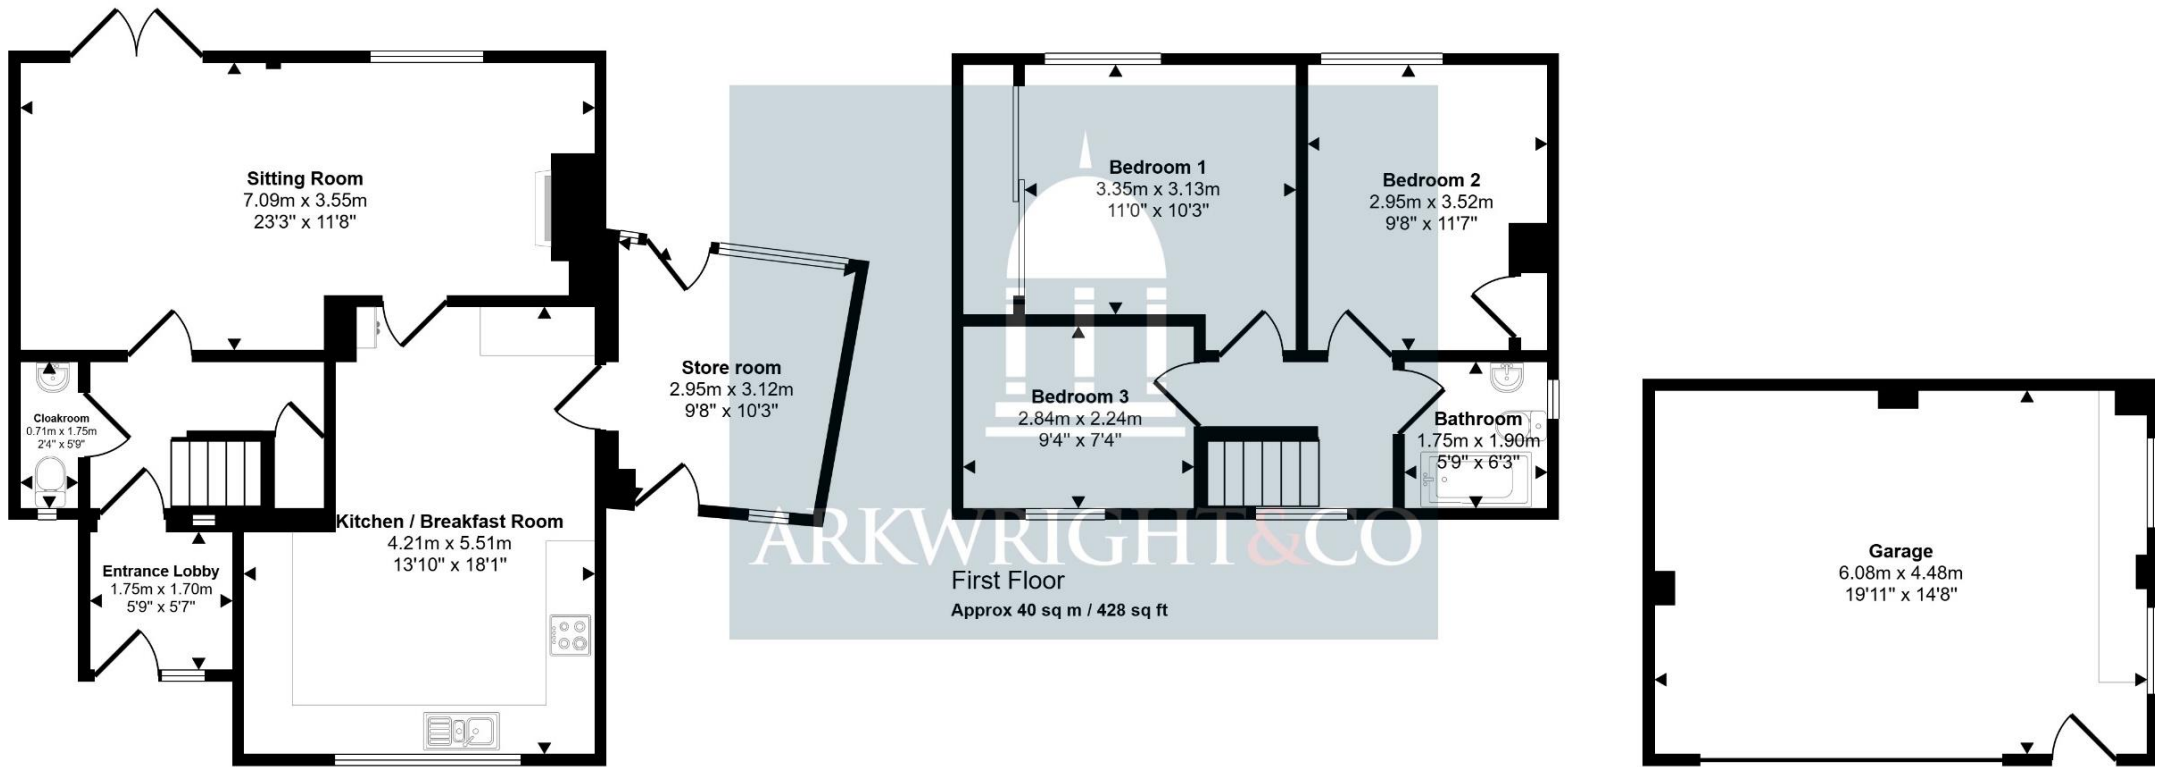 Sitting Room
7.09m x 3.55m
23'3" x 11'8"
Store room
2.95m x 3.12m
9'8" x 10'3"
Cloakroom
0.71m x 1.75m
2'4" x 5'9"
Kitchen / Breakfast Room
4.21m x 5.51m
13'10" x 18'1"
Entrance Lobby
1.75m x 1.70m
5'9" x 5'7"
Bedroom 1
3.35m x 3.13m
11'0" x 10'3"
Bedroom 2
2.95m x 3.52m
9'8" x 11'7"
Bedroom 3
2.84m x 2.24m
9'4" x 7'4"
Bathroom
1.75m x 1.90m
5'9" x 6'3"
ARKWRIGHT&CO
First Floor
Approx 40 sq m / 428 sq ft
Garage
6.08m x 4.48m
19'11" x 14'8"